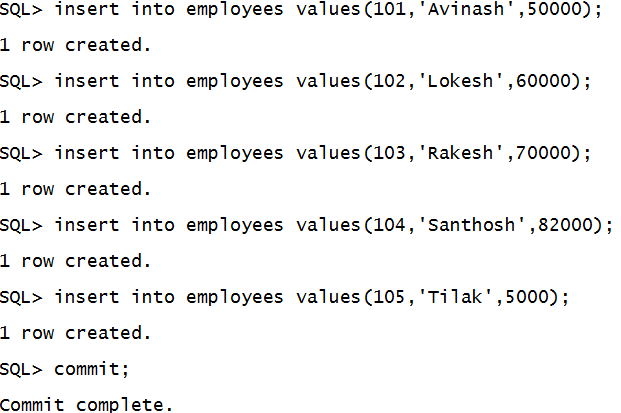 SQL> insert into employees values(101,'Avinash',50000);
1 row created.
SQL> insert into employees values(102,'Lokesh',60000);
1 row created.
SQL> insert into employees values(103,'Rakesh',70000);
1 row created.
SQL> insert into employees values(104,'Santhosh',82000);
1 row created.
SQL> insert into employees values(105,'Tilak',5000);
1 row created.
SQL> commit;
Commit complete.